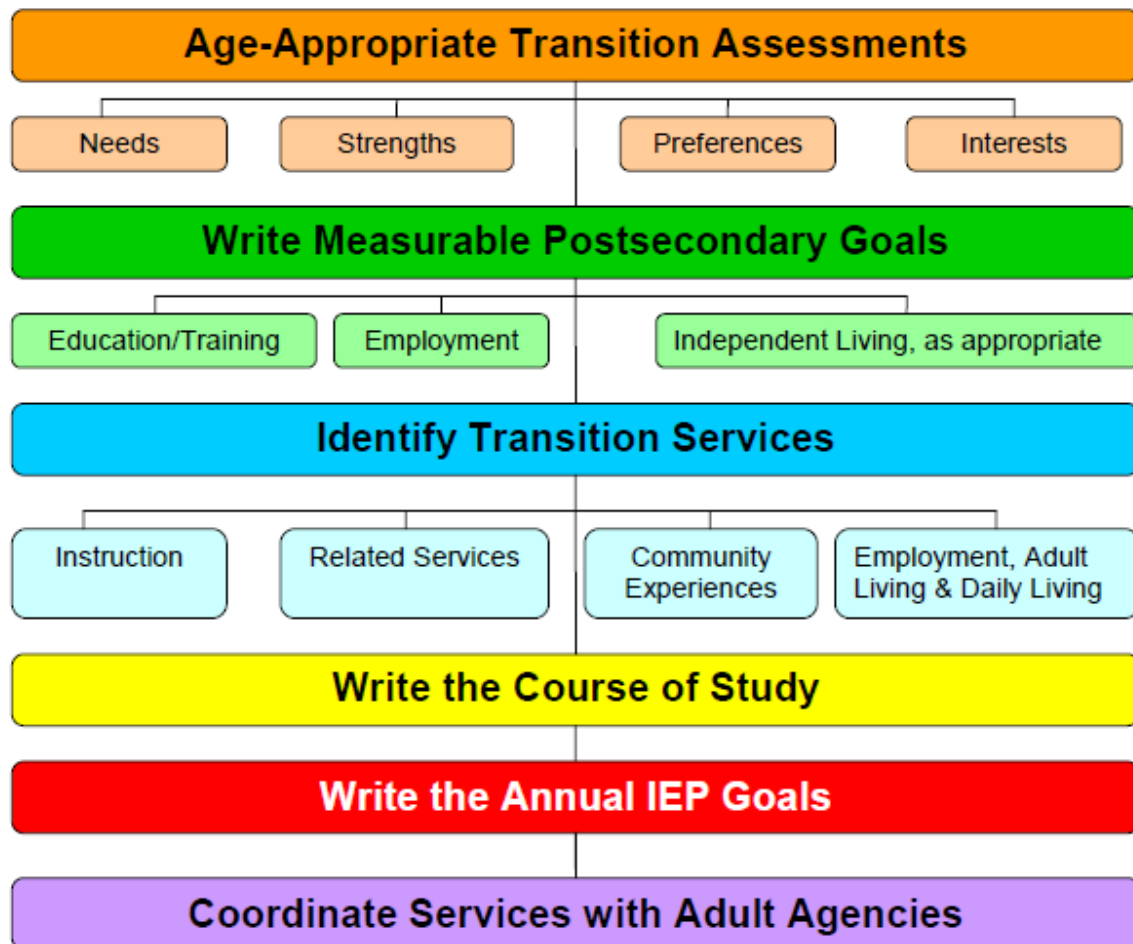 Age-Appropriate Transition Assessments
Needs
Strengths
Preferences
Interests
Write Measurable Postsecondary Goals
Education/Training
Employment
Independent Living, as appropriate
Identify Transition Services
Instruction
Related Services
Community
Experiences
Employment, Adult
Living & Daily Living
Write the Course of Study
Write the Annual IEP Goals
Coordinate Services with Adult Agencies